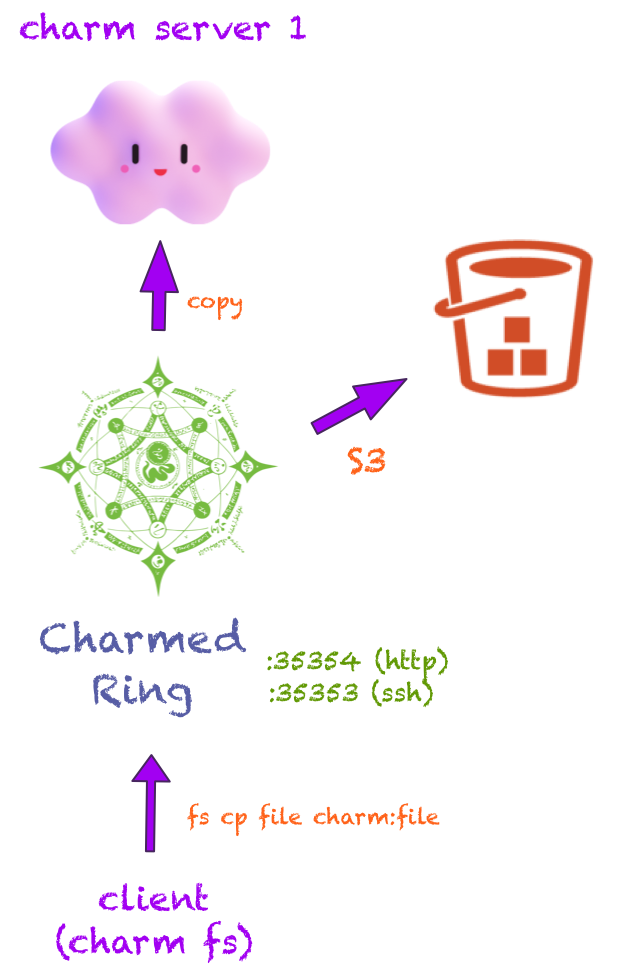 charm server 1
copy
S3
Charmed
Ring
:35354 (http)
:35353 (ssh)
fs cp file charm:file
client
(charm fs)